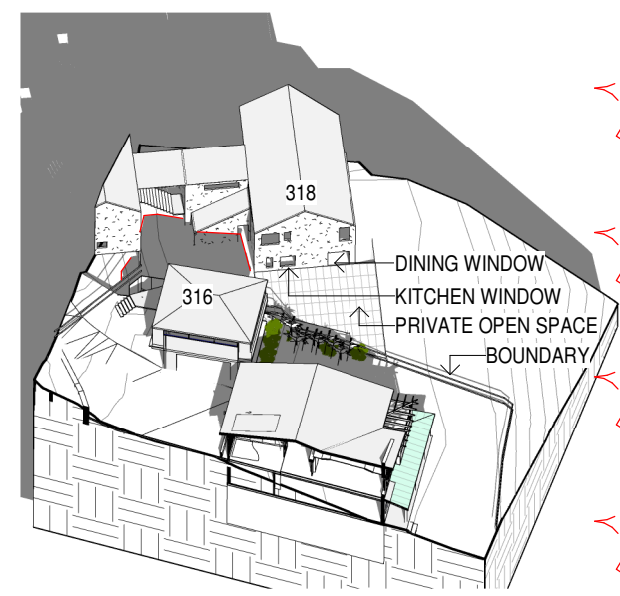 318
DINING WINDOW
316
KITCHEN WINDOW
PRIVATE OPEN SPACE
BOUNDARY